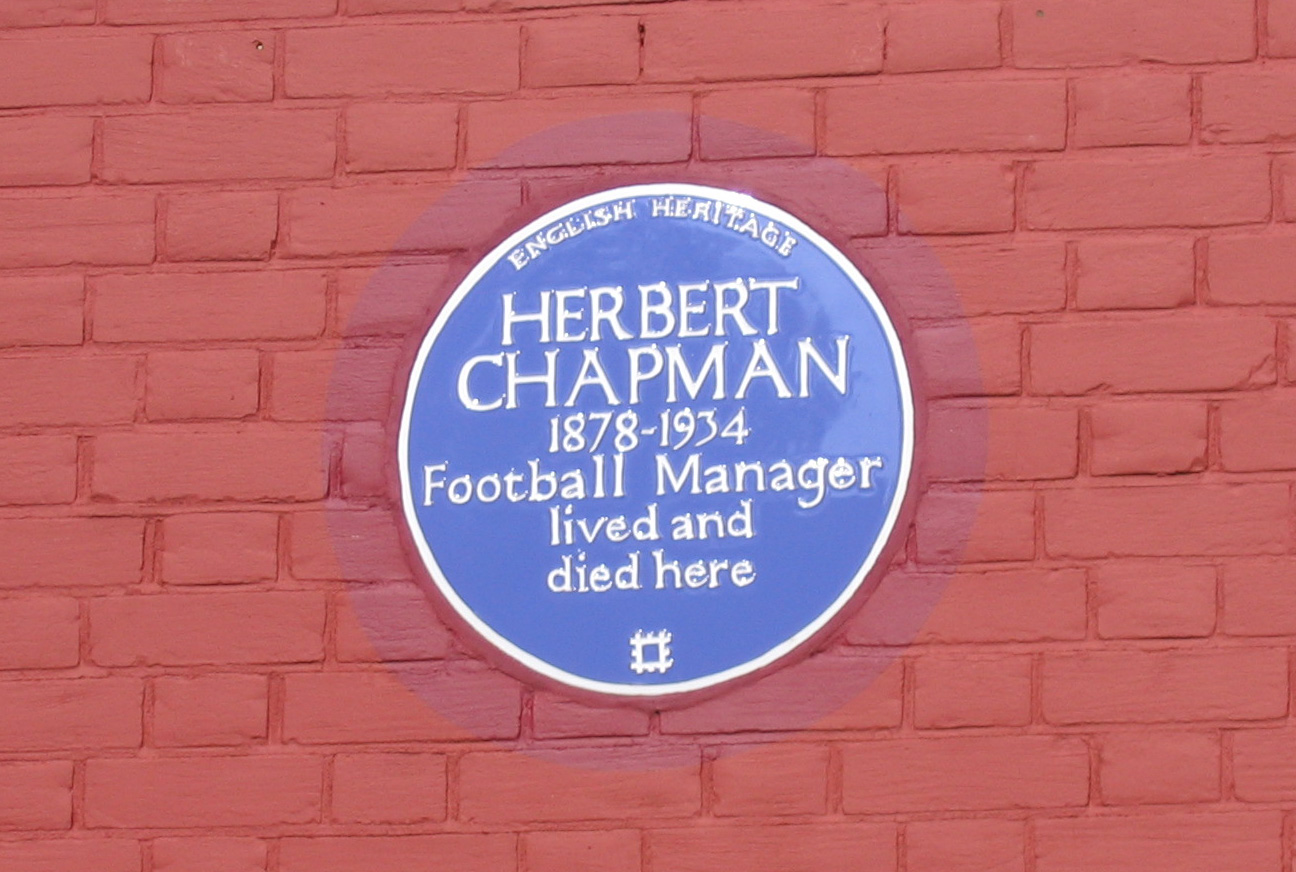 ENGLISH HERITAGE
HERBERT
CHAPMAN
1878-1934
Football Manager
lived and
died here